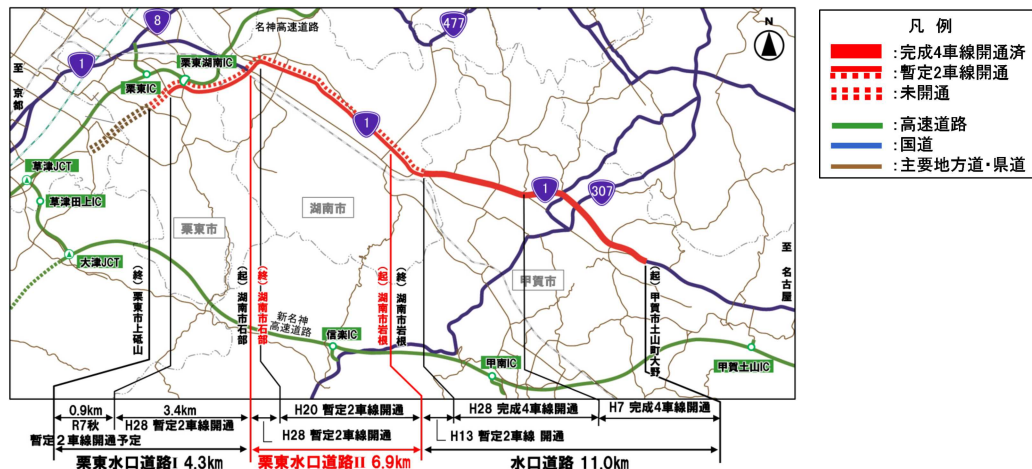 8
名神高速道路
477
N
1
至 京都
栗東湖南IC
栗東IC
1
草津JCT
草津田上IC
栗東市
湖南市
1
307
大津JCT
甲賀市
至 名古屋
(終)栗東市上砥山
(起)湖南市石部
(終)湖南市石部
(起)湖南市岩根
(終)湖南市岩根
(起)甲賀市土山町大野
新名神
高速道路
信楽IC
甲南IC
甲賀土山IC
0.9km
R7秋
暫定2車線開通予定
3.4km
H28 暫定2車線開通
H28 暫定2車線開通
H20 暫定2車線開通
H13 暫定2車線 開通
H28 完成4車線開通
H7 完成4車線開通
栗東水口道路I 4.3km
栗東水口道路II 6.9km
水口道路 11.0km
凡 例
:完成4車線開通済
:暫定2車線開通
:未開通
:高速道路
:国道
:主要地方道・県道